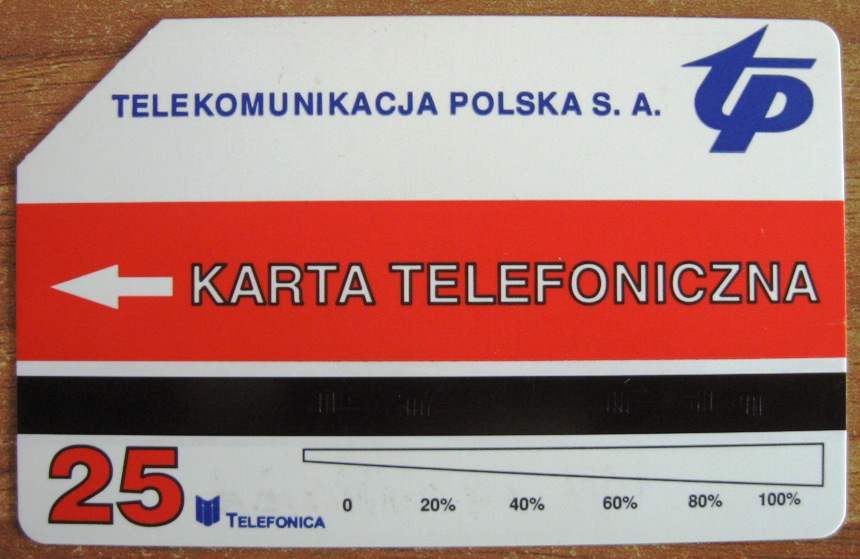 TELEKOMUNIKACJA POLSKA S. A.
tp
KARTA TELEFONICZNA
25
TELEFONICA
0 20% 40% 60% 80% 100%